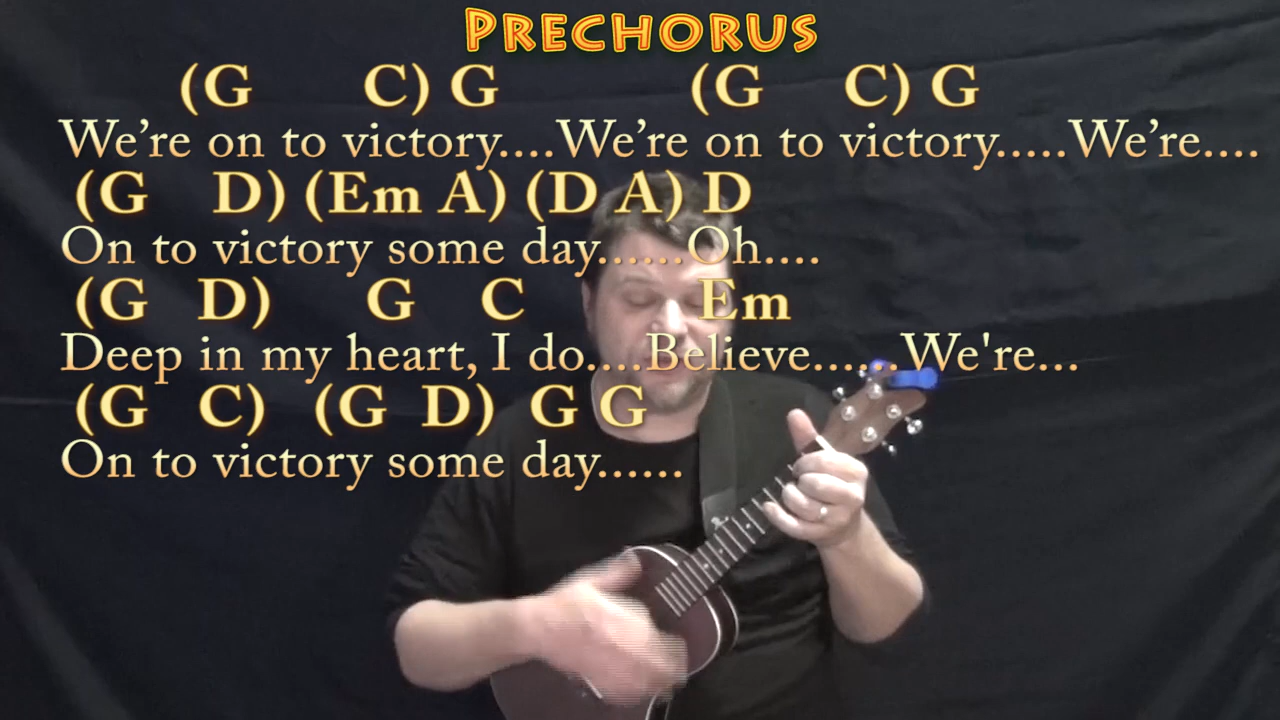 PRECHORUS
(G C) G (G C) G
We’re on to victory....We’re on to victory.....We’re....
(G D) (Em A) (D A) D
On to victory some day......Oh....
(G D) G C Em
Deep in my heart, I do....Believe......We're...
(G C) (G D) G G
On to victory some day......